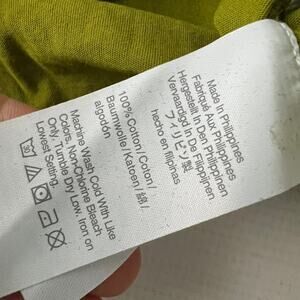 Made In Philippines
Fabriqué Aux Philippines
Hergestellt In Den Philippinen
Vervaardigd In De Filippijnen
フィリピン製
hecho en filipinas
100% Cotton/Coton/
Baumwolle/Katoen/ 綿/
algodón
Machine Wash Cold With Like
Colors, Non-Chlorine Bleach
Only, Tumble Dry Low, Iron on
Lowest Setting.